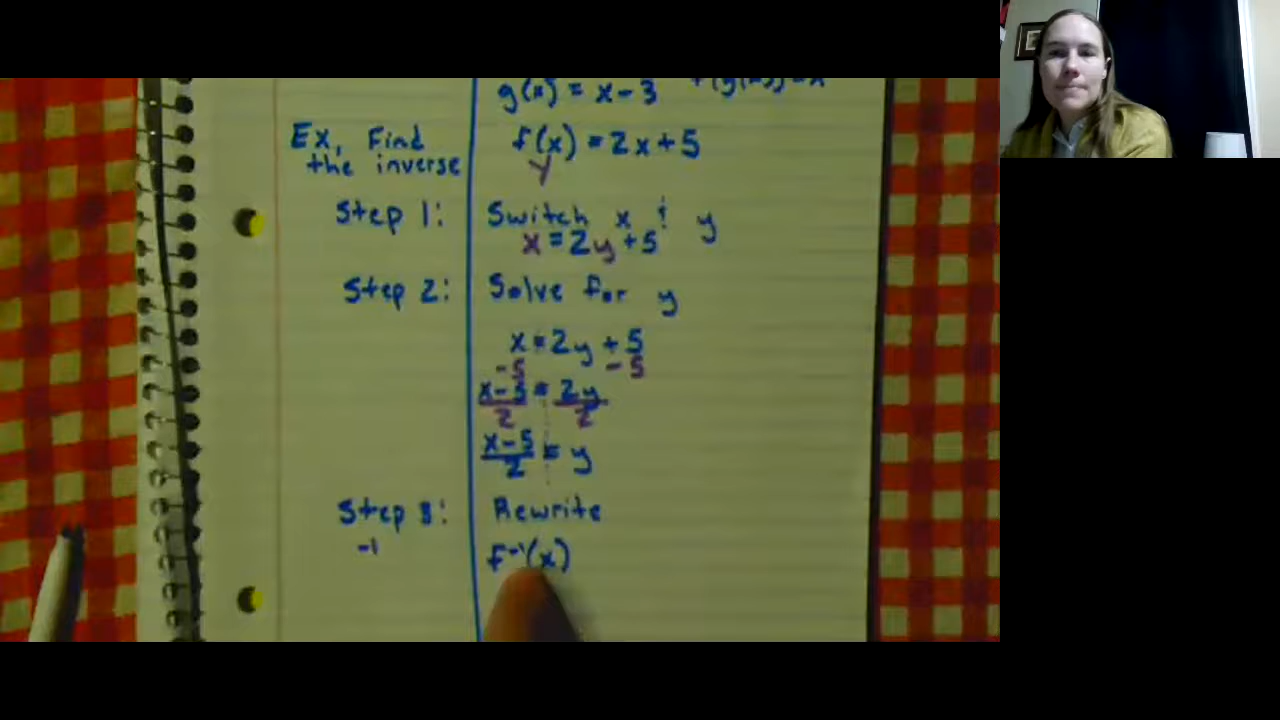 g(x) = x - 3 f(g(x)) = x
Ex, Find the inverse
f(x) = 2x + 5
y
Step 1: Switch x & y
x = 2y + 5
Step 2: Solve for y
x = 2y + 5
-5 -5
x-5 = 2y
2 2
x-5 = y
2
Step 3: Rewrite
-1 f⁻¹(x)